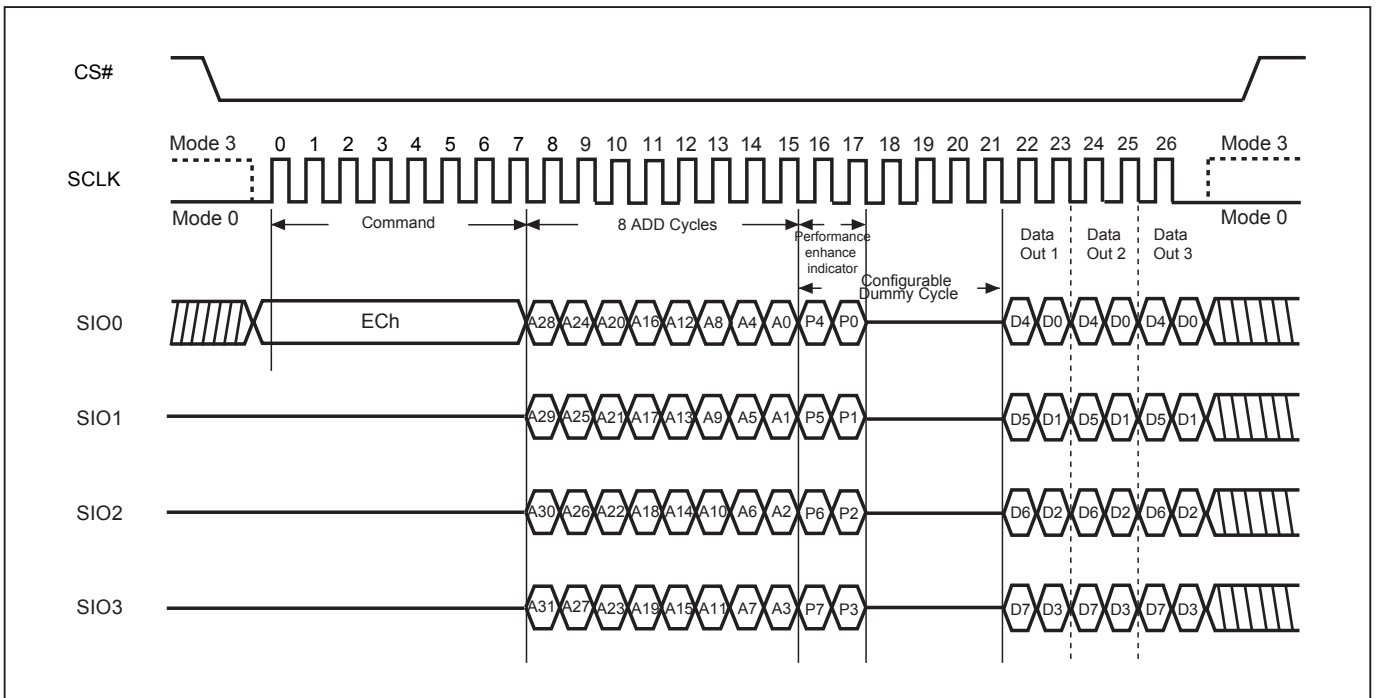 CS#
Mode 3 0 1 2 3 4 5 6 7 8 9 10 11 12 13 14 15 16 17 18 19 20 21 22 23 24 25 26 Mode 3
SCLK
Mode 0 Mode 0
Command 8 ADD Cycles
Performance
enhance
indicator
Data Data Data
Out 1 Out 2 Out 3
Configurable
Dummy Cycle
SIO0 ECh A28 A24 A20 A16 A12 A8 A4 A0 P4 P0 D4 D0 D4 D0 D4 D0
SIO1 A29 A25 A21 A17 A13 A9 A5 A1 P5 P1 D5 D1 D5 D1 D5 D1
SIO2 A30 A26 A22 A18 A14 A10 A6 A2 P6 P2 D6 D2 D6 D2 D6 D2
SIO3 A31 A27 A23 A19 A15 A11 A7 A3 P7 P3 D7 D3 D7 D3 D7 D3